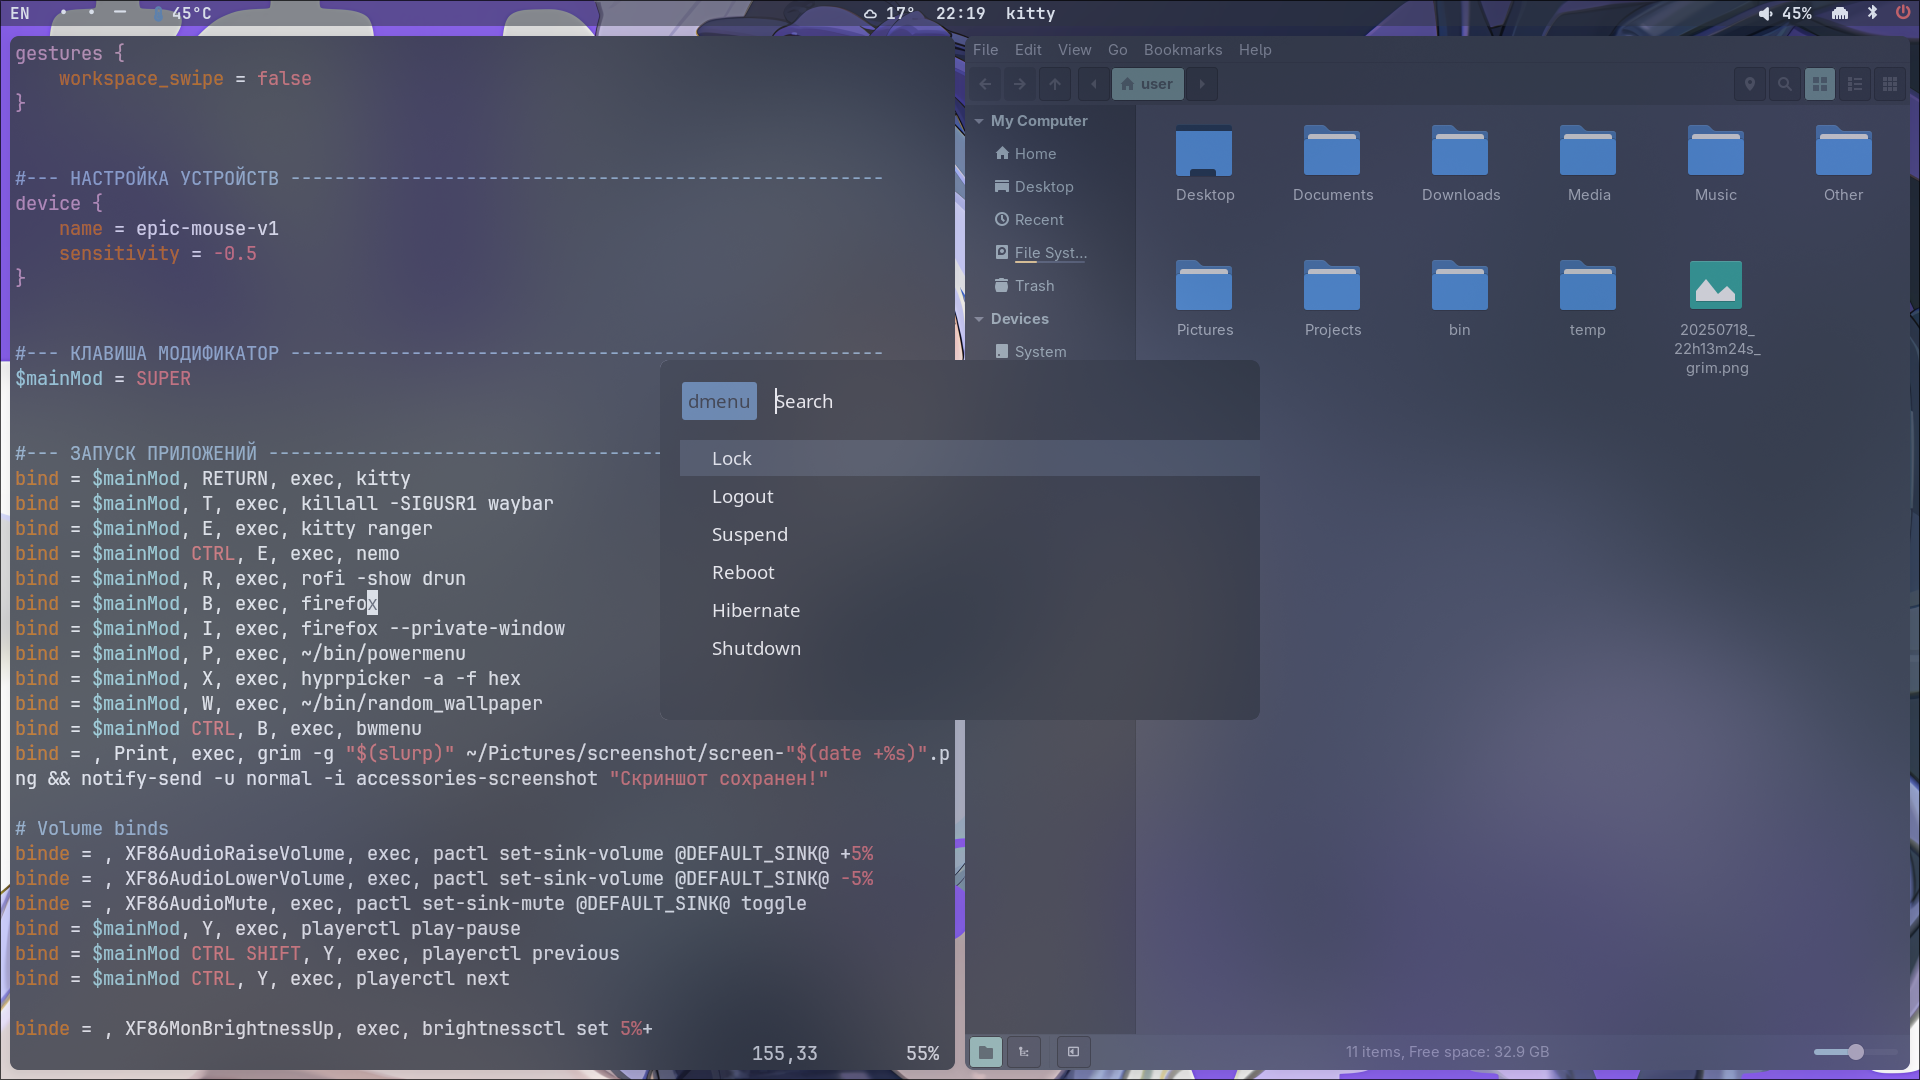 EN 45°C 17° 22:19 kitty 45%
gestures {
    workspace_swipe = false
}
#--- НАСТРОЙКА УСТРОЙСТВ ------------------------------------------------------
device {
    name = epic-mouse-v1
    sensitivity = -0.5
}
#--- КЛАВИША МОДИФИКАТОР ------------------------------------------------------
$mainMod = SUPER
#--- ЗАПУСК ПРИЛОЖЕНИЙ ------------------------------------
bind = $mainMod, RETURN, exec, kitty
bind = $mainMod, T, exec, killall -SIGUSR1 waybar
bind = $mainMod, E, exec, kitty ranger
bind = $mainMod CTRL, E, exec, nemo
bind = $mainMod, R, exec, rofi -show drun
bind = $mainMod, B, exec, firefox
bind = $mainMod, I, exec, firefox --private-window
bind = $mainMod, P, exec, ~/bin/powermenu
bind = $mainMod, X, exec, hyprpicker -a -f hex
bind = $mainMod, W, exec, ~/bin/random_wallpaper
bind = $mainMod CTRL, B, exec, bwmenu
bind = , Print, exec, grim -g "$(slurp)" ~/Pictures/screenshot/screen-"$(date +%s)".p
ng && notify-send -u normal -i accessories-screenshot "Скриншот сохранен!"
# Volume binds
binde = , XF86AudioRaiseVolume, exec, pactl set-sink-volume @DEFAULT_SINK@ +5%
binde = , XF86AudioLowerVolume, exec, pactl set-sink-volume @DEFAULT_SINK@ -5%
binde = , XF86AudioMute, exec, pactl set-sink-mute @DEFAULT_SINK@ toggle
bind = $mainMod, Y, exec, playerctl play-pause
bind = $mainMod CTRL SHIFT, Y, exec, playerctl previous
bind = $mainMod CTRL, Y, exec, playerctl next
binde = , XF86MonBrightnessUp, exec, brightnessctl set 5%+
155,33 55%
dmenu Search
Lock
Logout
Suspend
Reboot
Hibernate
Shutdown
File Edit View Go Bookmarks Help
user
My Computer
Home
Desktop
Recent
File Syst...
Trash
Devices
System
Desktop Documents Downloads Media Music Other
Pictures Projects bin temp 20250718_
22h13m24s_
grim.png
11 items, Free space: 32.9 GB